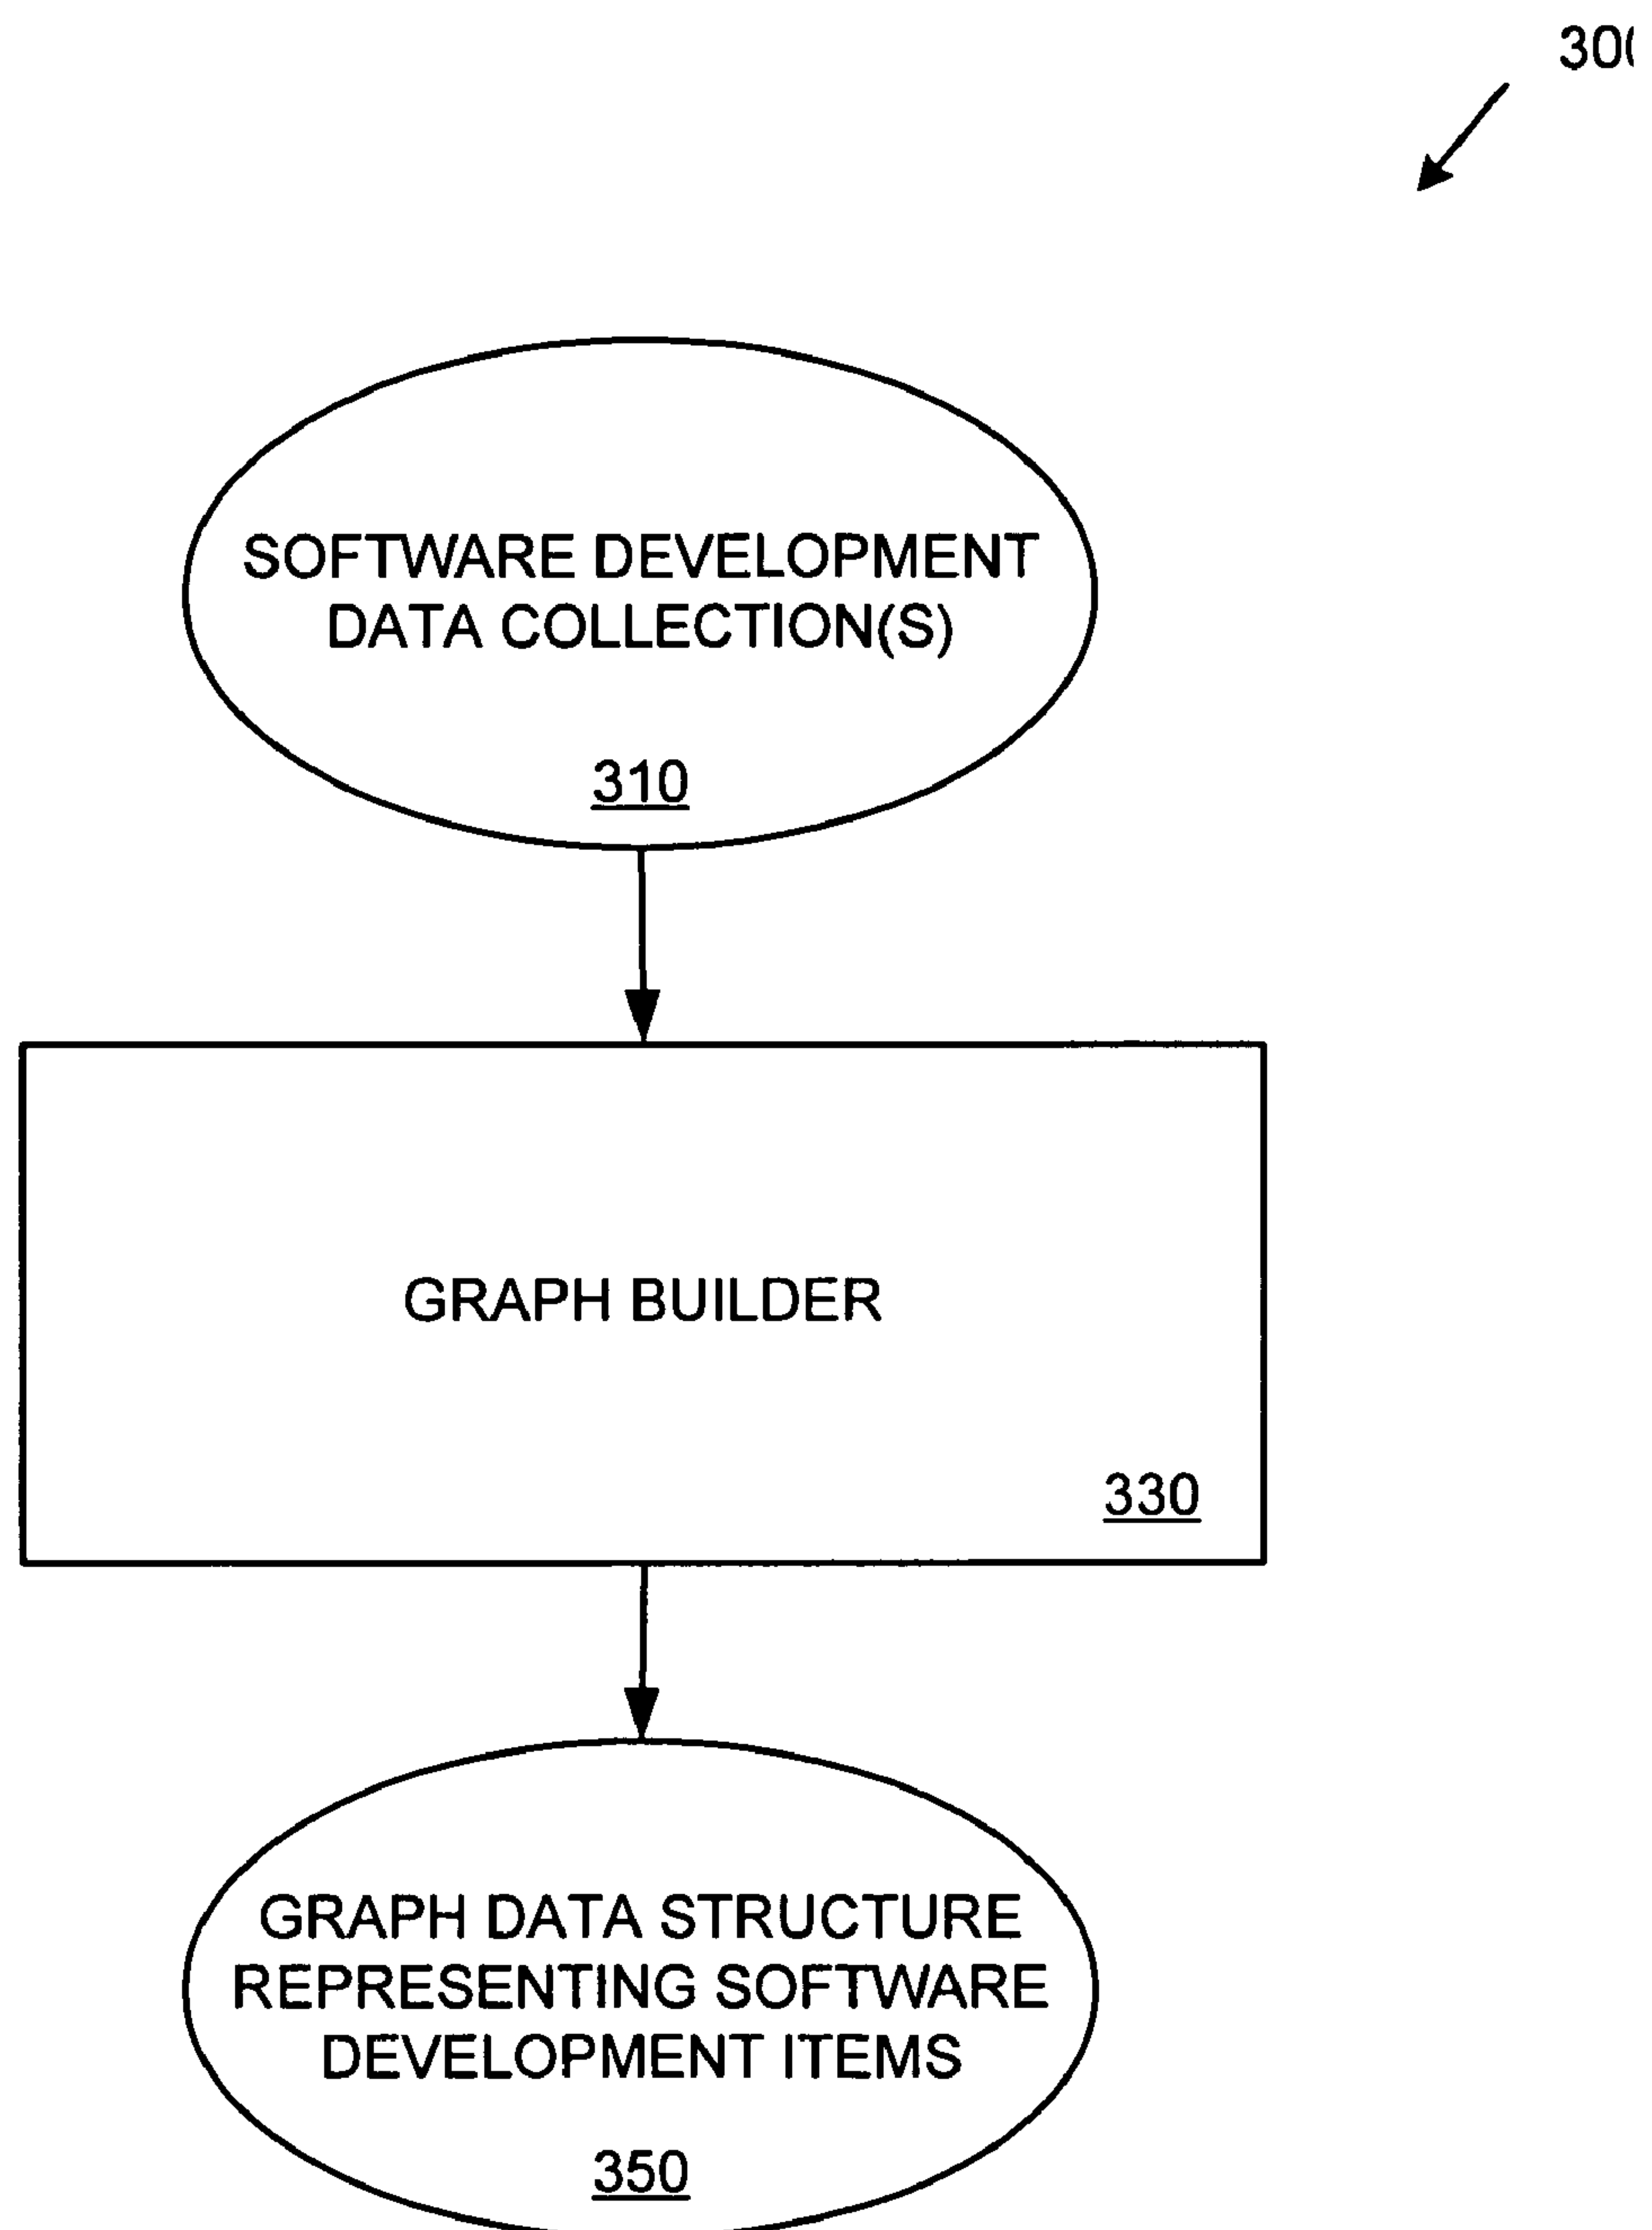 300
SOFTWARE DEVELOPMENT
DATA COLLECTION(S)
310
GRAPH BUILDER
330
GRAPH DATA STRUCTURE
REPRESENTING SOFTWARE
DEVELOPMENT ITEMS
350